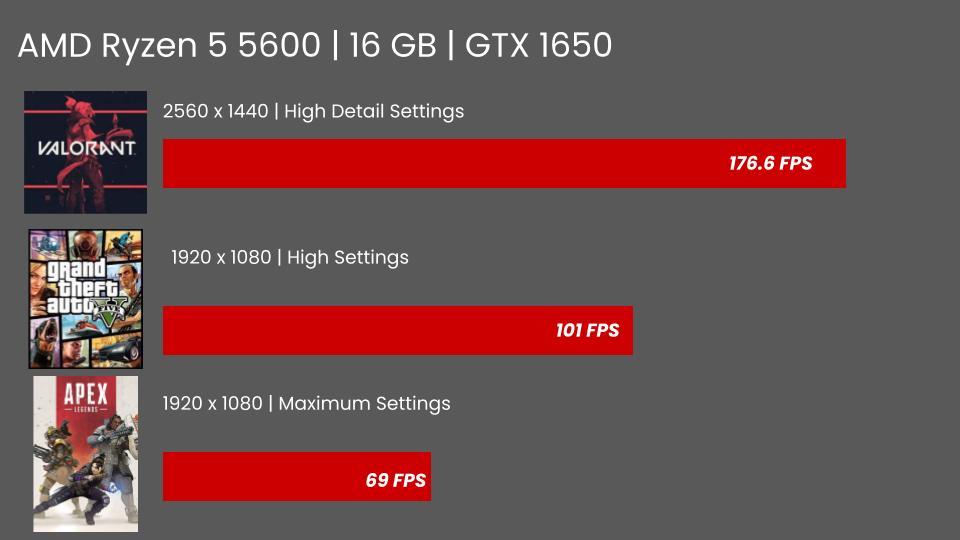 AMD Ryzen 5 5600 | 16 GB | GTX 1650
2560 x 1440 | High Detail Settings
VALORANT
176.6 FPS
1920 x 1080 | High Settings
grand
theft
auto V
FIVE
101 FPS
APEX
LEGENDS
1920 x 1080 | Maximum Settings
69 FPS